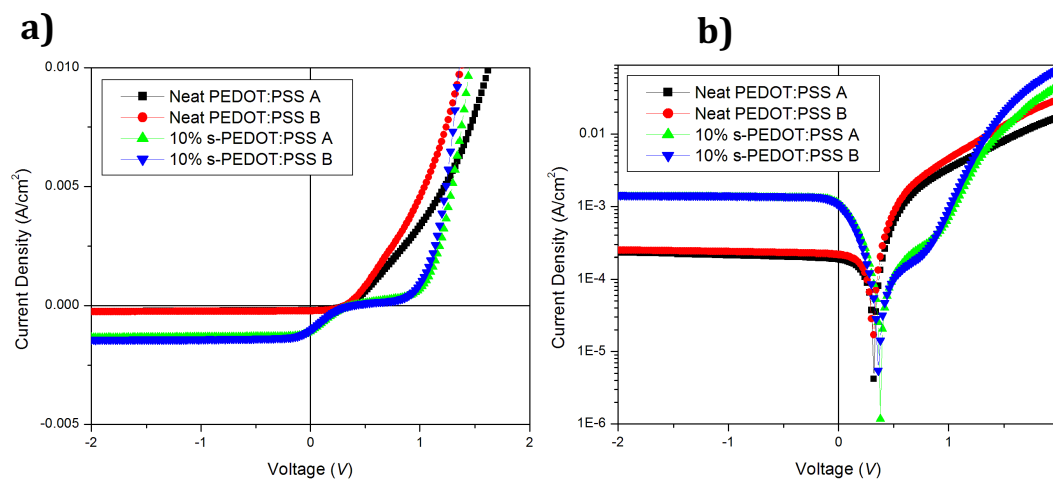 a)
0.010
0.005
0.000
-0.005
Current Density (A/cm²)
Neat PEDOT:PSS A
Neat PEDOT:PSS B
10% s-PEDOT:PSS A
10% s-PEDOT:PSS B
-2 -1 0 1 2
Voltage (V)
b)
0.01
1E-3
1E-4
1E-5
1E-6
Current Density (A/cm²)
Neat PEDOT:PSS A
Neat PEDOT:PSS B
10% s-PEDOT:PSS A
10% s-PEDOT:PSS B
-2 -1 0 1
Voltage (V)